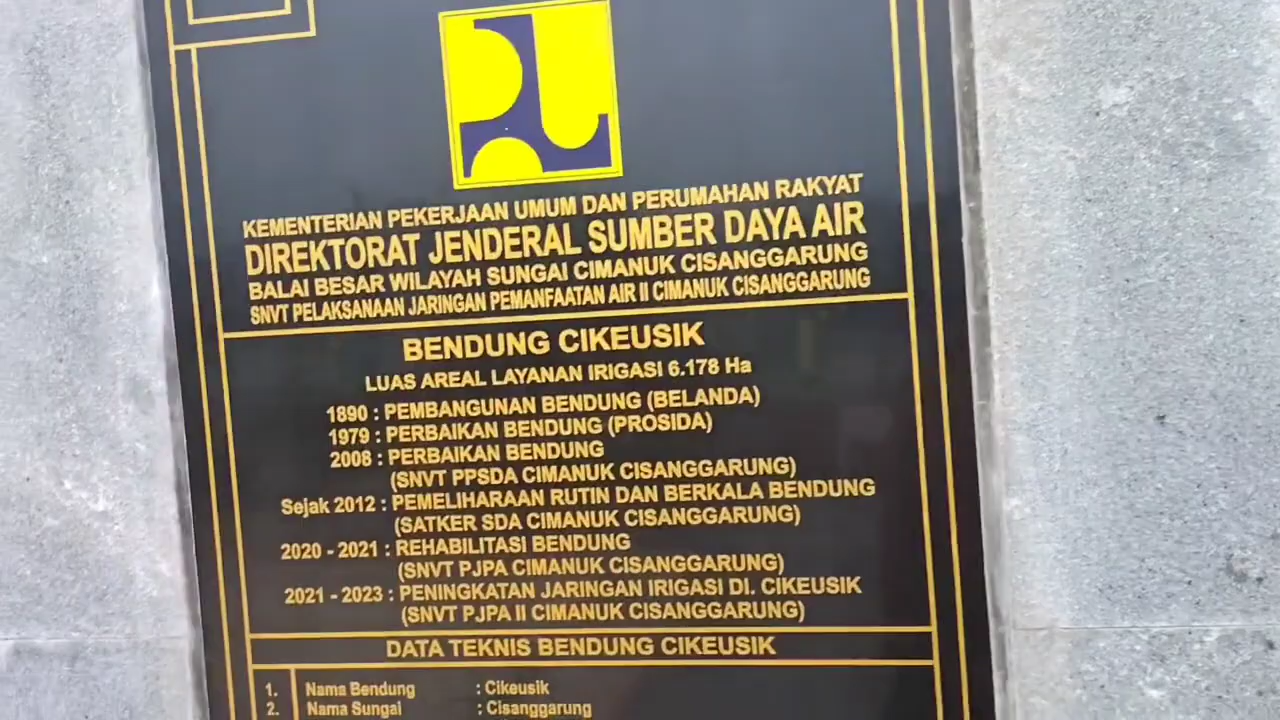 KEMENTERIAN PEKERJAAN UMUM DAN PERUMAHAN RAKYAT
DIREKTORAT JENDERAL SUMBER DAYA AIR
BALAI BESAR WILAYAH SUNGAI CIMANUK CISANGGARUNG
SNVT PELAKSANAAN JARINGAN PEMANFAATAN AIR II CIMANUK CISANGGARUNG
BENDUNG CIKEUSIK
LUAS AREAL LAYANAN IRIGASI 6.178 Ha
1890 : PEMBANGUNAN BENDUNG (BELANDA)
1979 : PERBAIKAN BENDUNG (PROSIDA)
2008 : PERBAIKAN BENDUNG
(SNVT PPSDA CIMANUK CISANGGARUNG)
Sejak 2012 : PEMELIHARAAN RUTIN DAN BERKALA BENDUNG
(SATKER SDA CIMANUK CISANGGARUNG)
2020 - 2021 : REHABILITASI BENDUNG
(SNVT PJPA CIMANUK CISANGGARUNG)
2021 - 2023 : PENINGKATAN JARINGAN IRIGASI DI. CIKEUSIK
(SNVT PJPA II CIMANUK CISANGGARUNG)
DATA TEKNIS BENDUNG CIKEUSIK
1. Nama Bendung : Cikeusik
2. Nama Sungai : Cisanggarung